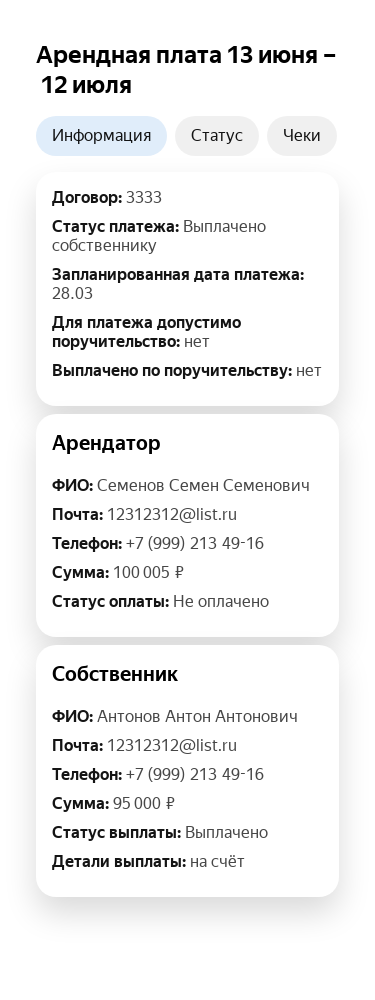 Арендная плата 13 июня –
12 июля
Информация
Статус
Чеки
Договор: 3333
Статус платежа: Выплачено
собственнику
Запланированная дата платежа:
28.03
Для платежа допустимо
поручительство: нет
Выплачено по поручительству: нет
Арендатор
ФИО: Семенов Семен Семенович
Почта: 12312312@list.ru
Телефон: +7 (999) 213 49-16
Сумма: 100 005 ₽
Статус оплаты: Не оплачено
Собственник
ФИО: Антонов Антон Антонович
Почта: 12312312@list.ru
Телефон: +7 (999) 213 49-16
Сумма: 95 000 ₽
Статус выплаты: Выплачено
Детали выплаты: на счёт